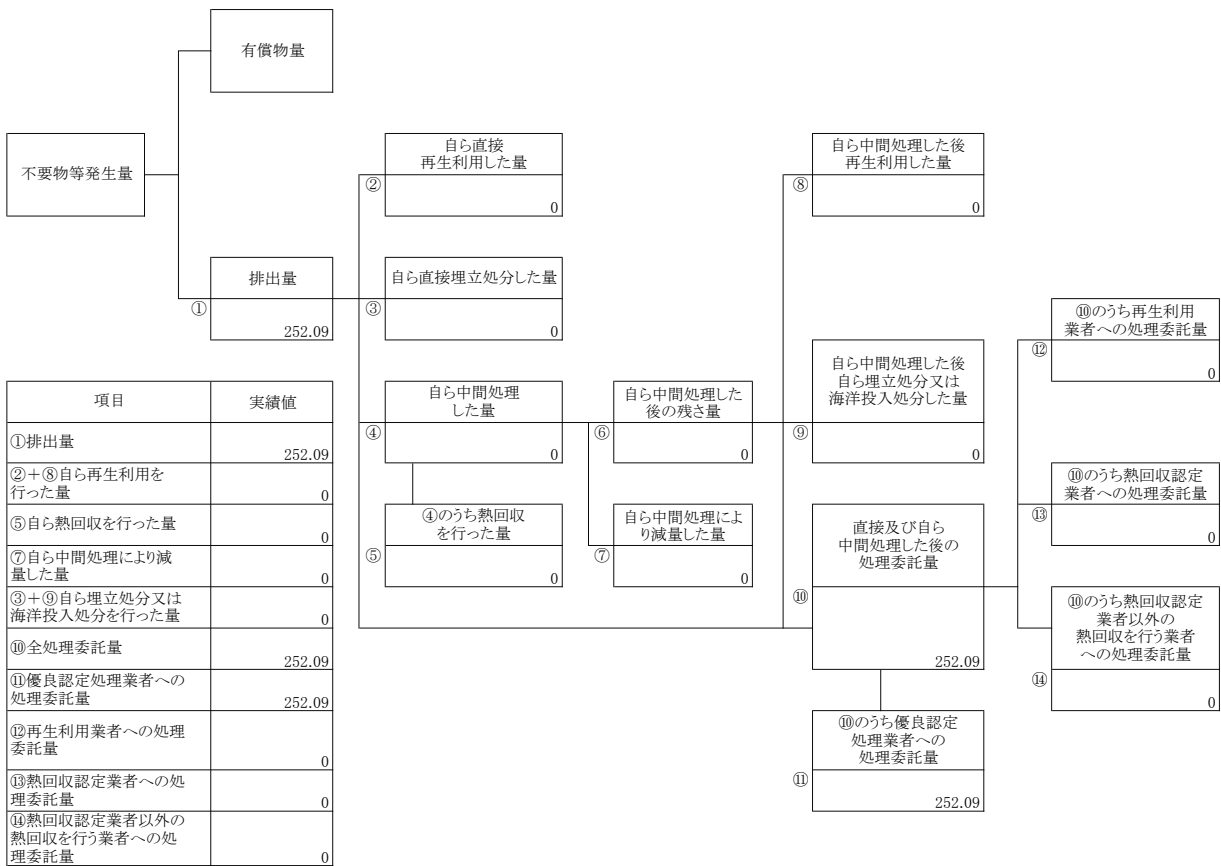 有償物量
不要物等発生量
自ら直接
再生利用した量
②
0
自ら中間処理した後
再生利用した量
⑧
0
排出量
①
252.09
自ら直接埋立処分した量
③
0
⑩のうち再生利用
業者への処理委託量
⑫
0
自ら中間処理
した量
④
0
自ら中間処理した
後の残さ量
⑥
0
自ら中間処理した後
自ら埋立処分又は
海洋投入処分した量
⑨
0
⑩のうち熱回収認定
業者への処理委託量
⑬
0
④のうち熱回収
を行った量
⑤
0
自ら中間処理によ
り減量した量
⑦
0
直接及び自ら
中間処理した後の
処理委託量
⑩
252.09
⑩のうち熱回収認定
業者以外の
熱回収を行う業者
への処理委託量
⑭
0
⑩のうち優良認定
処理業者への
処理委託量
⑪
252.09
項目 実績値
①排出量 252.09
②＋⑧自ら再生利用を
行った量 0
⑤自ら熱回収を行った量 0
⑦自ら中間処理により減
量した量 0
③＋⑨自ら埋立処分又は
海洋投入処分を行った量 0
⑩全処理委託量 252.09
⑪優良認定処理業者への
処理委託量 252.09
⑫再生利用業者への処理
委託量 0
⑬熱回収認定業者への処
理委託量 0
⑭熱回収認定業者以外の
熱回収を行う業者への処
理委託量 0